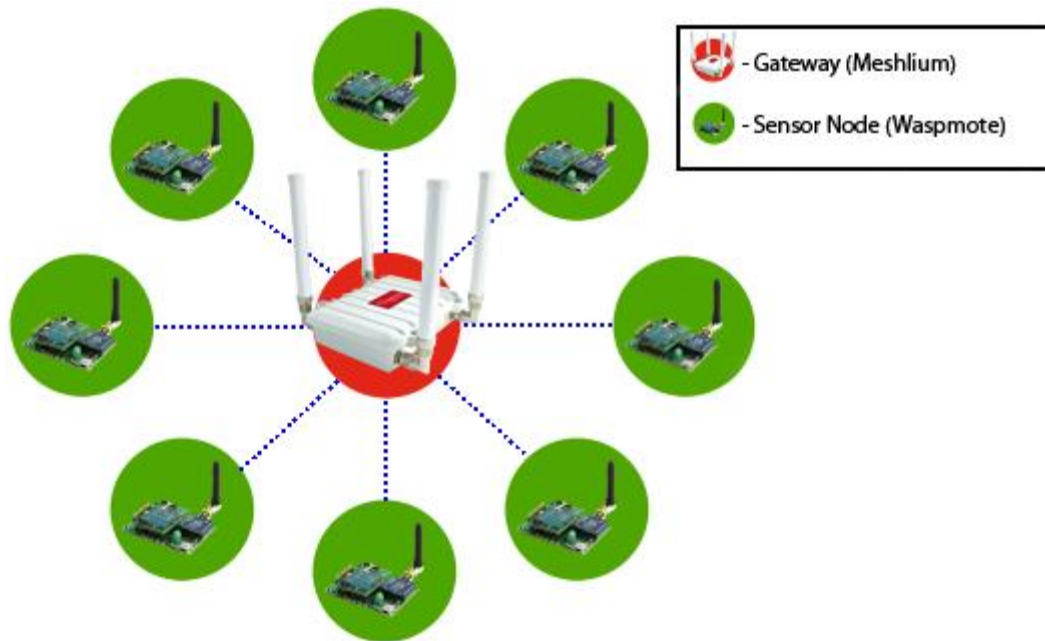 - Gateway (Meshlium)
- Sensor Node (Waspmote)